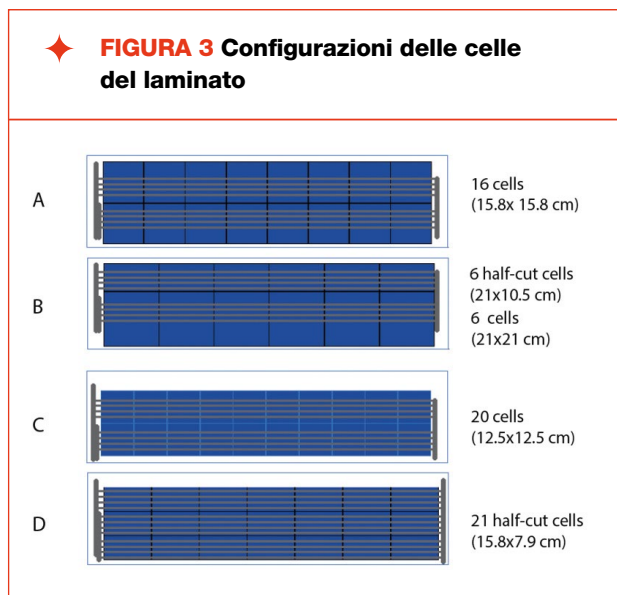 FIGURA 3 Configurazioni delle celle
del laminato
A
16 cells
(15.8x 15.8 cm)
B
6 half-cut cells
(21x10.5 cm)
6 cells
(21x21 cm)
C
20 cells
(12.5x12.5 cm)
D
21 half-cut cells
(15.8x7.9 cm)